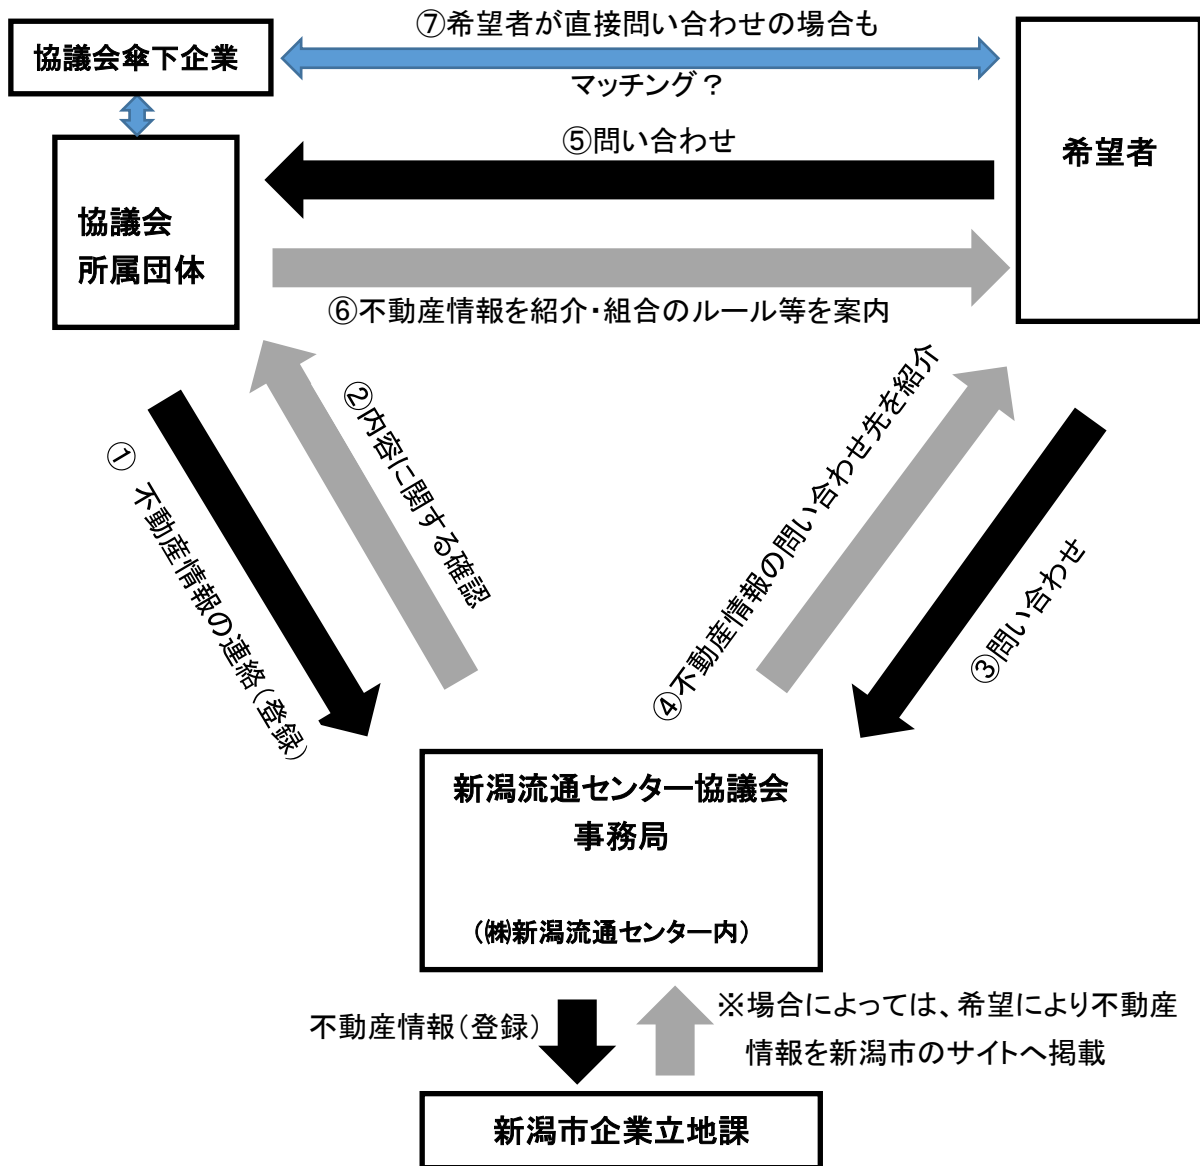 ⑦希望者が直接問い合わせの場合も
協議会傘下企業
マッチング？
⑤問い合わせ
希望者
協議会
所属団体
⑥不動産情報を紹介・組合のルール等を案内
① 不動産情報の連絡（登録）
②内容に関する確認
④不動産情報の問い合わせ先を紹介
③問い合わせ
新潟流通センター協議会
事務局
（㈱新潟流通センター内）
不動産情報（登録）
※場合によっては、希望により不動産
情報を新潟市のサイトへ掲載
新潟市企業立地課